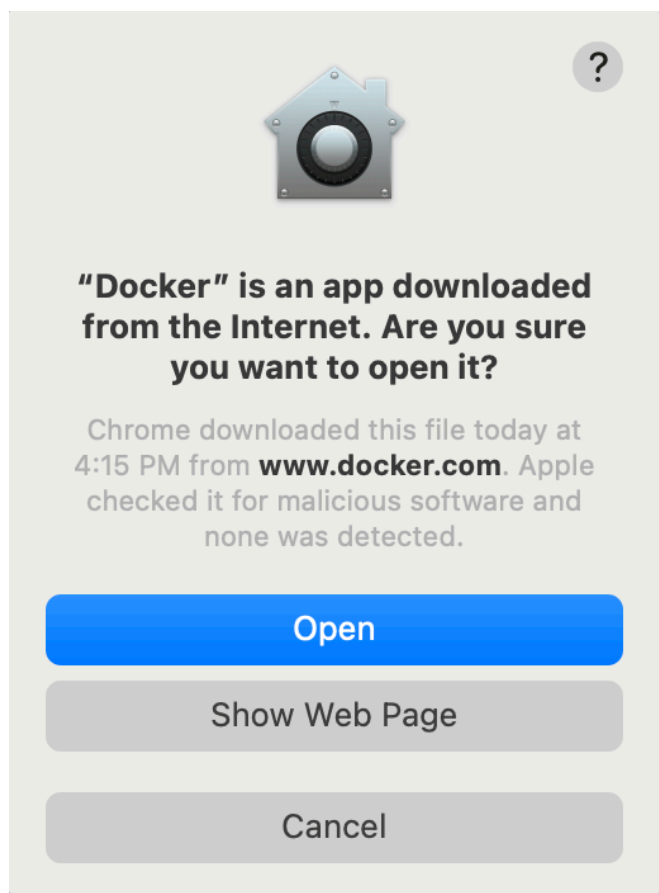 ?
“Docker” is an app downloaded
from the Internet. Are you sure
you want to open it?
Chrome downloaded this file today at
4:15 PM from www.docker.com. Apple
checked it for malicious software and
none was detected.
Open
Show Web Page
Cancel